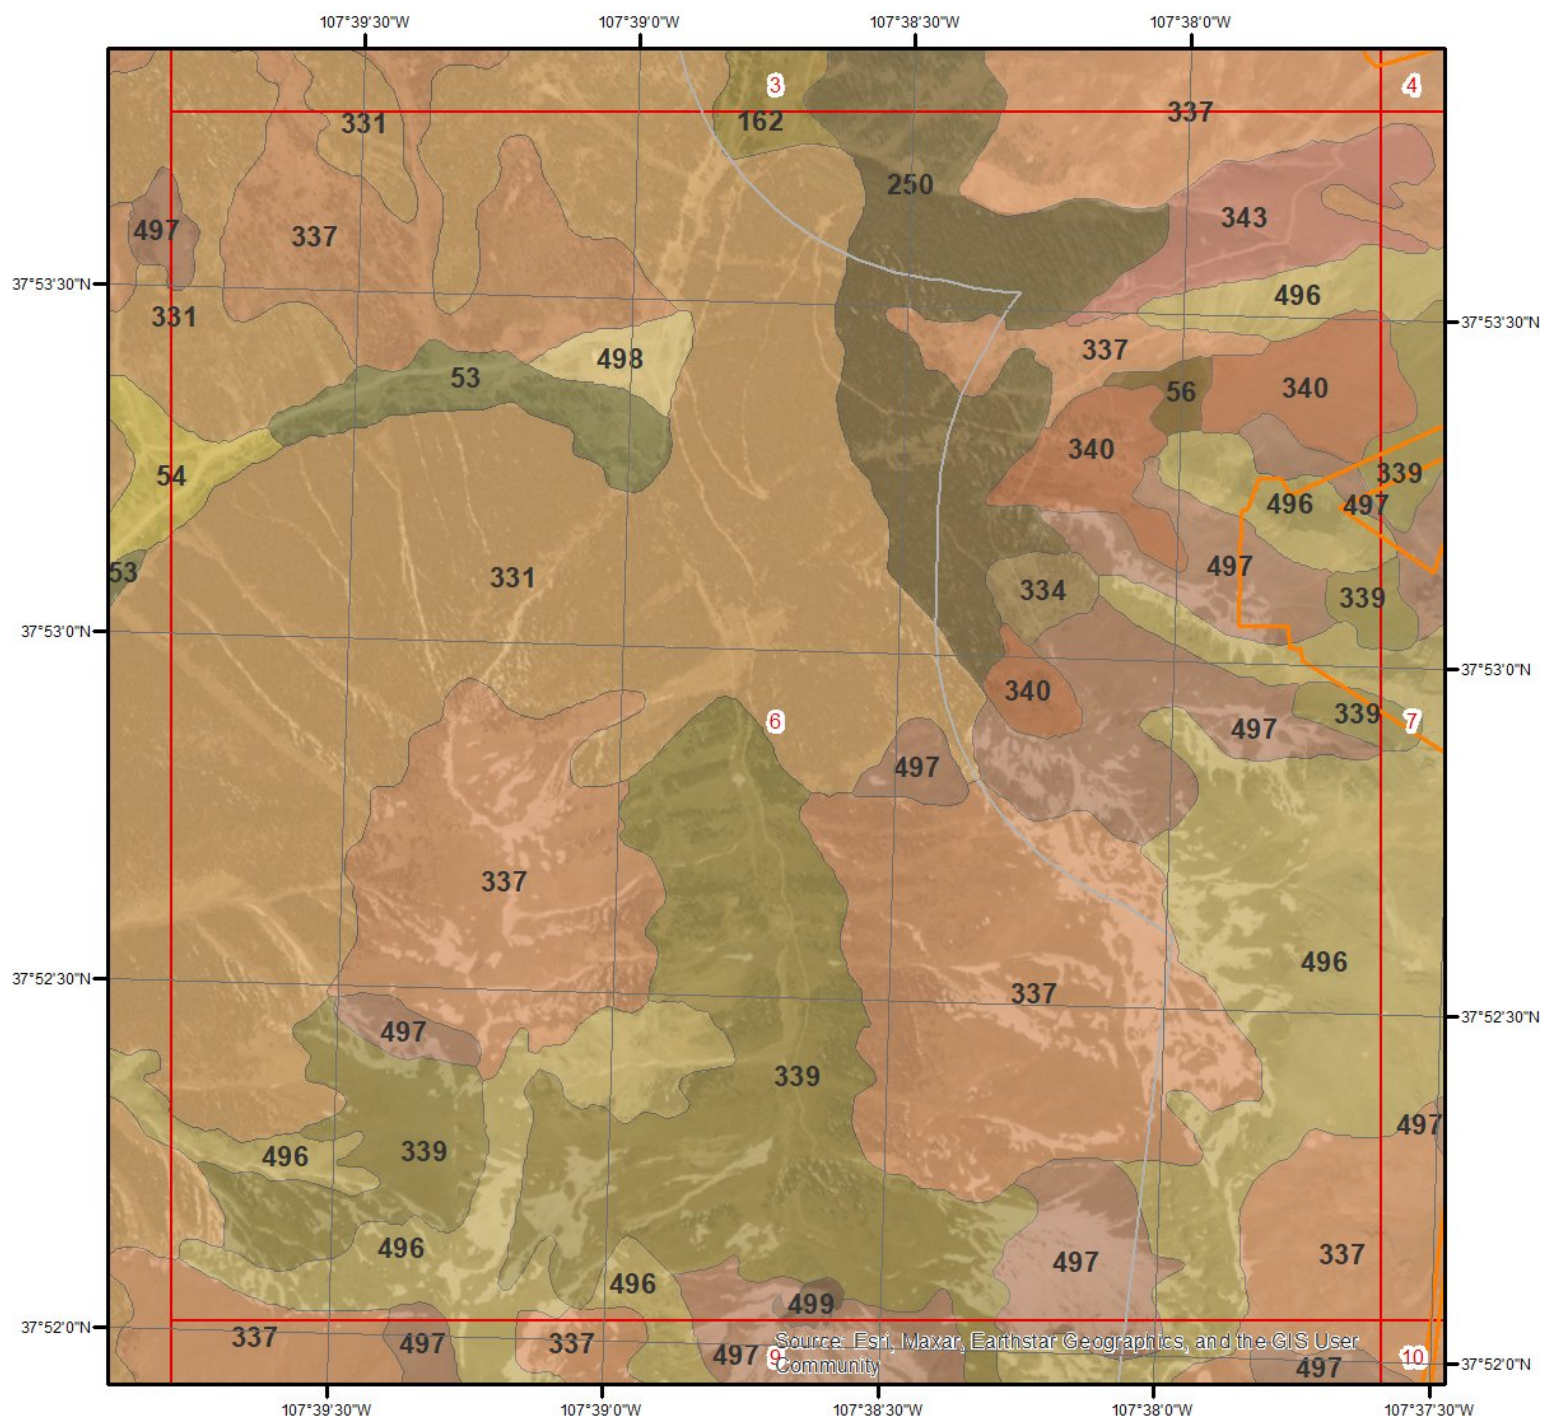 107°39'30"W 107°39'0"W 107°38'30"W 107°38'0"W
3 4
337
331 162
250
343
497 337
37°53'30"N
496
331 37°53'30"N
337
498
53 340
56
340
339
54
496 497
497
53 331
334 339
37°53'0"N
37°53'0"N
340
339
6 7
497
497
337
496
37°52'30"N 337
37°52'30"N
497
339
497
339
496
496 337
497
496
499
37°52'0"N 337 497 337
Source: Esri, Maxar, Earthstar Geographics, and the GIS User
497 9 10
Community
37°52'0"N
497
107°39'30"W 107°39'0"W 107°38'30"W 107°38'0"W 107°37'30"W